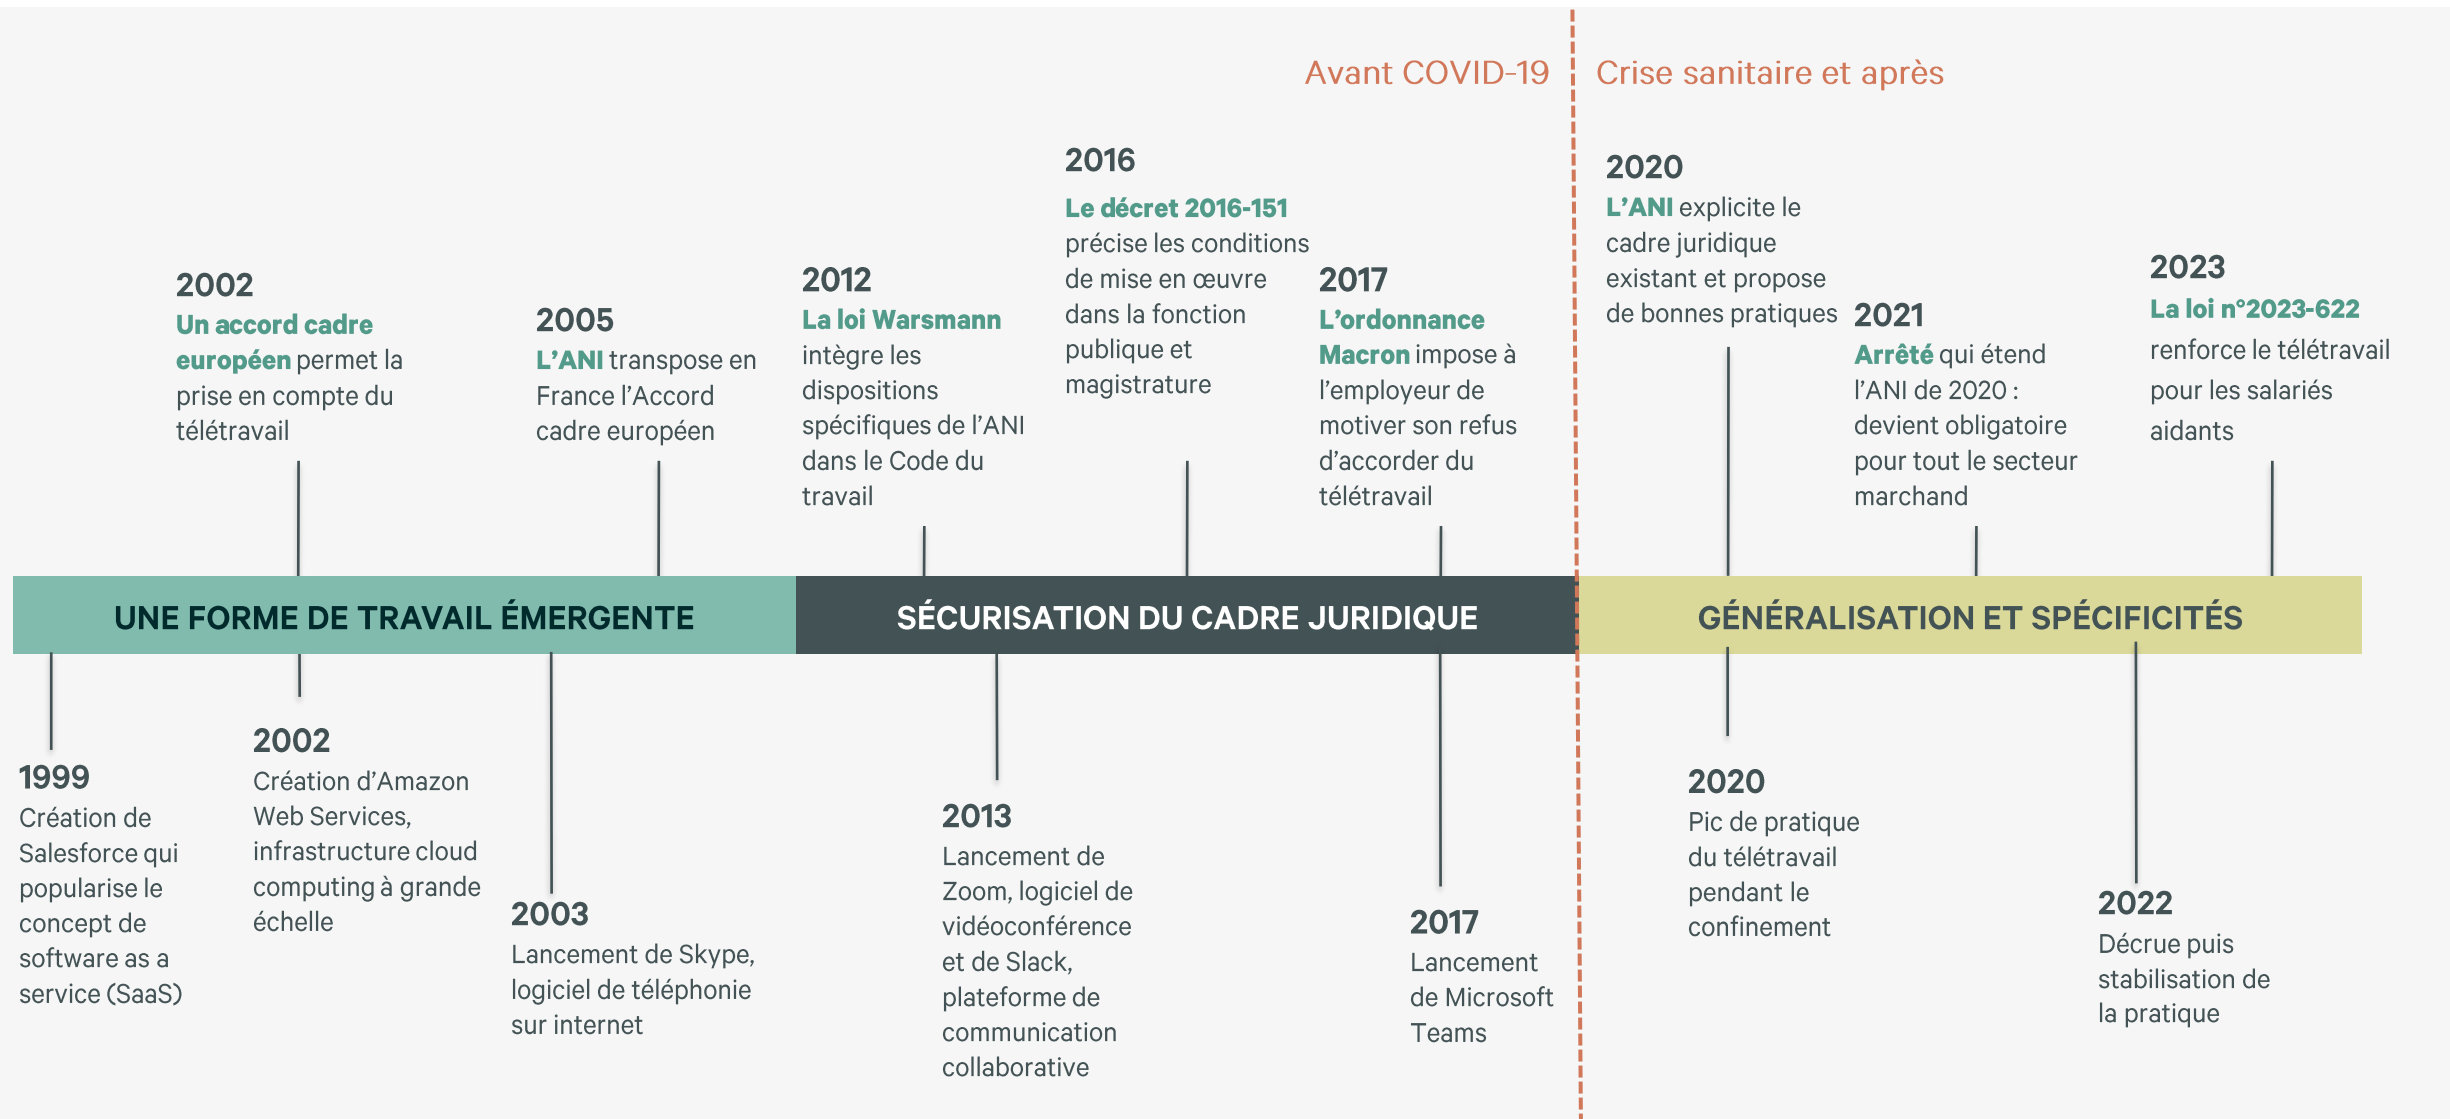 Avant COVID-19
Crise sanitaire et après
2002
Un accord cadre
européen permet la
prise en compte du
télétravail
2005
L’ANI transpose en
France l’Accord
cadre européen
2012
La loi Warsmann
intègre les
dispositions
spécifiques de l’ANI
dans le Code du
travail
2016
Le décret 2016-151
précise les conditions
de mise en œuvre
dans la fonction
publique et
magistrature
2017
L’ordonnance
Macron impose à
l’employeur de
motiver son refus
d’accorder du
télétravail
2020
L’ANI explicite le
cadre juridique
existant et propose
de bonnes pratiques
2021
Arrêté qui étend
l’ANI de 2020 :
devient obligatoire
pour tout le secteur
marchand
2023
La loi n°2023-622
renforce le télétravail
pour les salariés
aidants
UNE FORME DE TRAVAIL ÉMERGENTE
SÉCURISATION DU CADRE JURIDIQUE
GÉNÉRALISATION ET SPÉCIFICITÉS
1999
Création de
Salesforce qui
popularise le
concept de
software as a
service (SaaS)
2002
Création d’Amazon
Web Services,
infrastructure cloud
computing à grande
échelle
2003
Lancement de Skype,
logiciel de téléphonie
sur internet
2013
Lancement de
Zoom, logiciel de
vidéoconférence
et de Slack,
plateforme de
communication
collaborative
2017
Lancement
de Microsoft
Teams
2020
Pic de pratique
du télétravail
pendant le
confinement
2022
Décrue puis
stabilisation de
la pratique